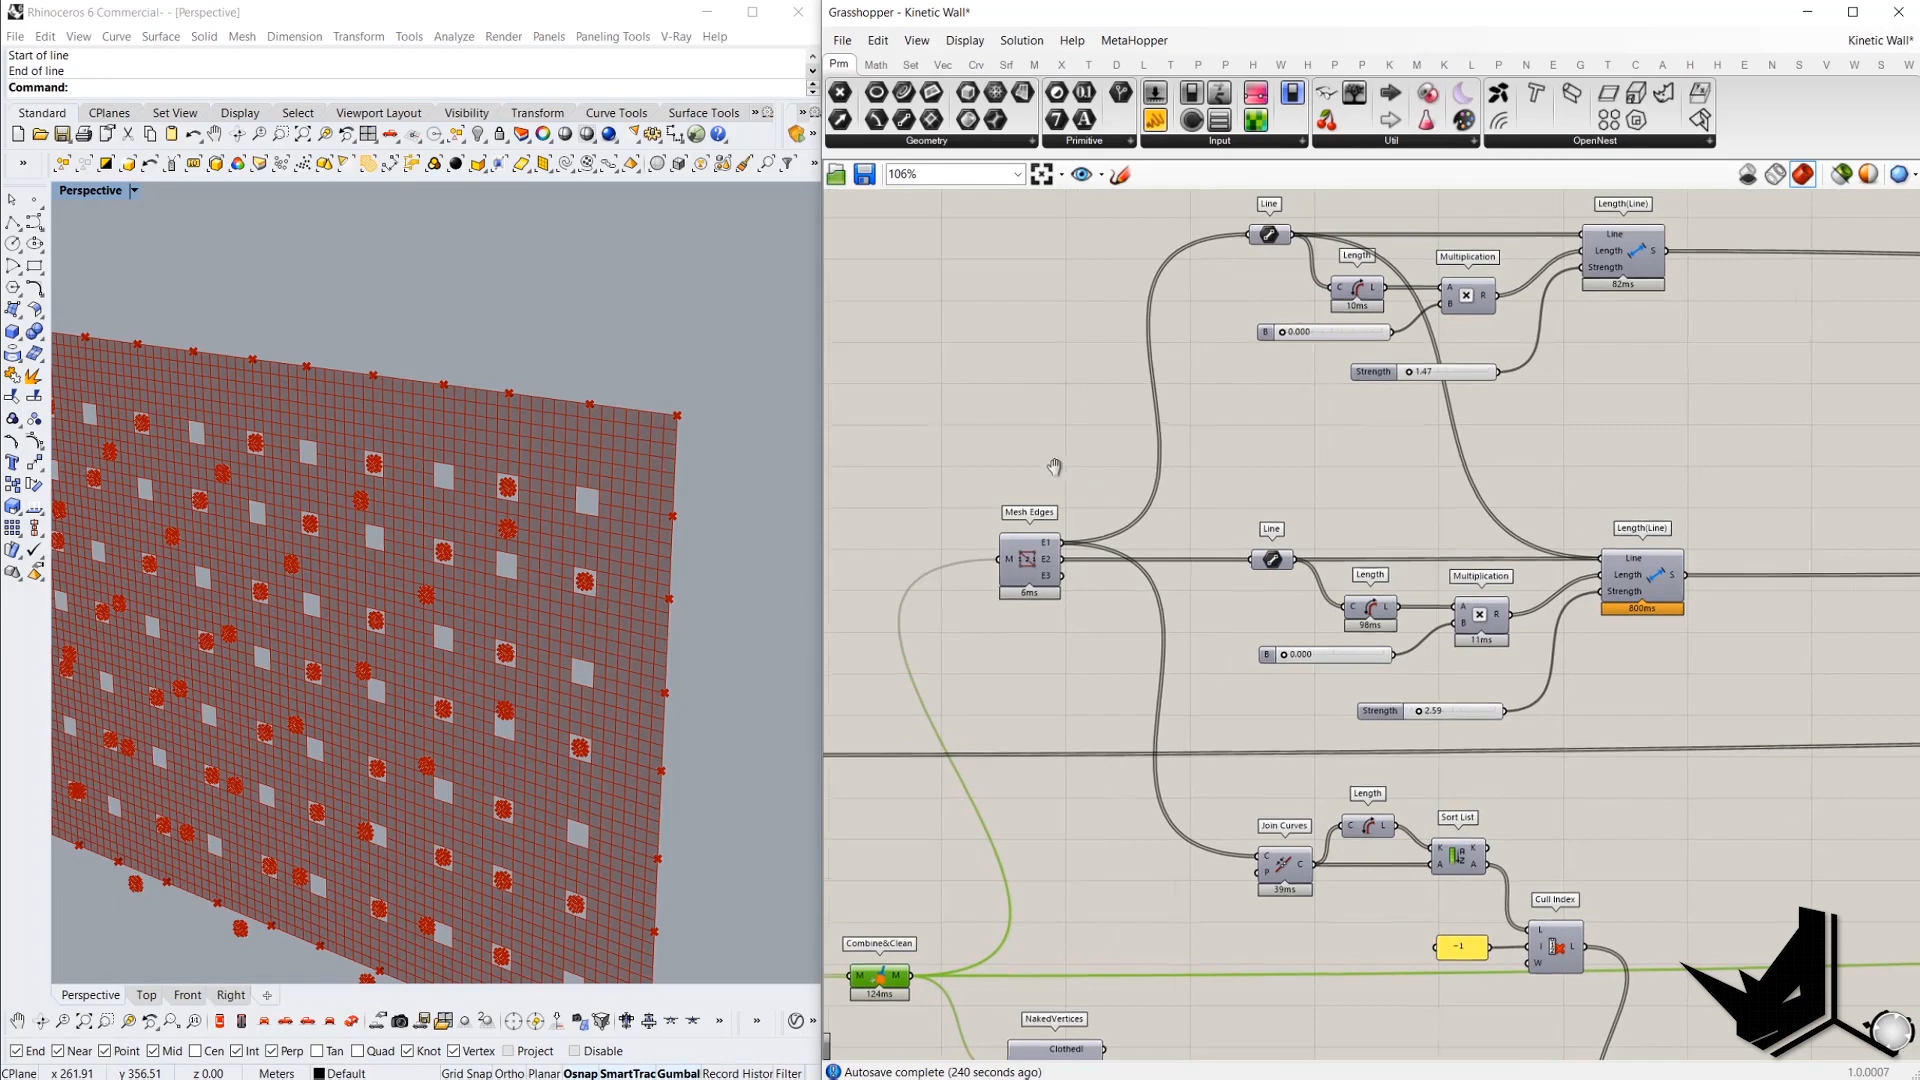 Rhinoceros 6 Commercial- - [Perspective]
File Edit View Curve Surface Solid Mesh Dimension Transform Tools Analyze Render Panels Paneling Tools V-Ray Help
Start of line
End of line
Command:
Standard CPlanes Set View Display Select Viewport Layout Visibility Transform Curve Tools Surface Tools
Perspective
Perspective Top Front Right
End Near Point Mid Cen Int Perp Tan Quad Knot Vertex Project Disable
CPlane x 261.91 y 356.51 z 0.00 Meters Default Grid Snap Ortho Planar Osnap SmartTrac Gumbal Record Histor Filter
Grasshopper - Kinetic Wall*
File Edit View Display Solution Help MetaHopper Kinetic Wall*
Prm Math Set Vec Crv Srf M X T D L T P P H W H P K M K L P N E G T C A H N S V W S W
Geometry Primitive Input Util OpenNest
106%
Line
Length(Line)
Line
Length S
Strength
82ms
Length
C L
10ms
Multiplication
A R
B
B 0.000
Strength 1.47
Mesh Edges
M E1
E2
E3
6ms
Line
Length(Line)
Line
Length S
Strength
800ms
Length
C L
98ms
Multiplication
A R
B
11ms
B 0.000
Strength 2.59
Length
C L
Join Curves
C C
P
39ms
Sort List
K K
A A
Cull Index
L
I L
W
-1
Combine&Clean
M M
124ms
NakedVertices
Clothedl
Autosave complete (240 seconds ago)
1.0.0007